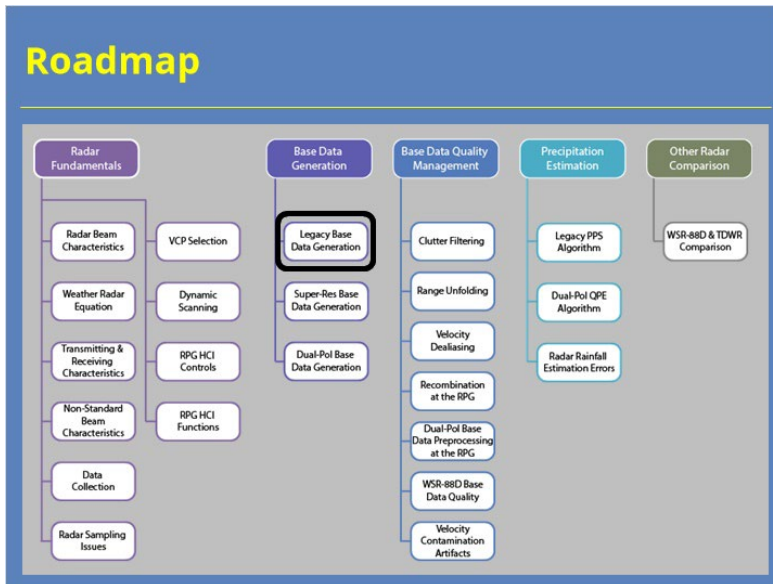 Roadmap
Radar
Fundamentals
Base Data
Generation
Base Data Quality
Management
Precipitation
Estimation
Other Radar
Comparison
Radar Beam
Characteristics
Weather Radar
Equation
Transmitting &
Receiving
Characteristics
Non-Standard
Beam
Characteristics
Data
Collection
Radar Sampling
Issues
VCP Selection
Dynamic
Scanning
RPG HCI
Controls
RPG HCI
Functions
Legacy Base
Data Generation
Super-Res Base
Data Generation
Dual-Pol Base
Data Generation
Clutter Filtering
Range Unfolding
Velocity
Dealiasing
Recombination
at the RPG
Dual-Pol Base
Data Preprocessing
at the RPG
WSR-88D Base
Data Quality
Velocity
Contamination
Artifacts
Legacy PPS
Algorithm
Dual-Pol QPE
Algorithm
Radar Rainfall
Estimation Errors
WSR-88D & TDWR
Comparison